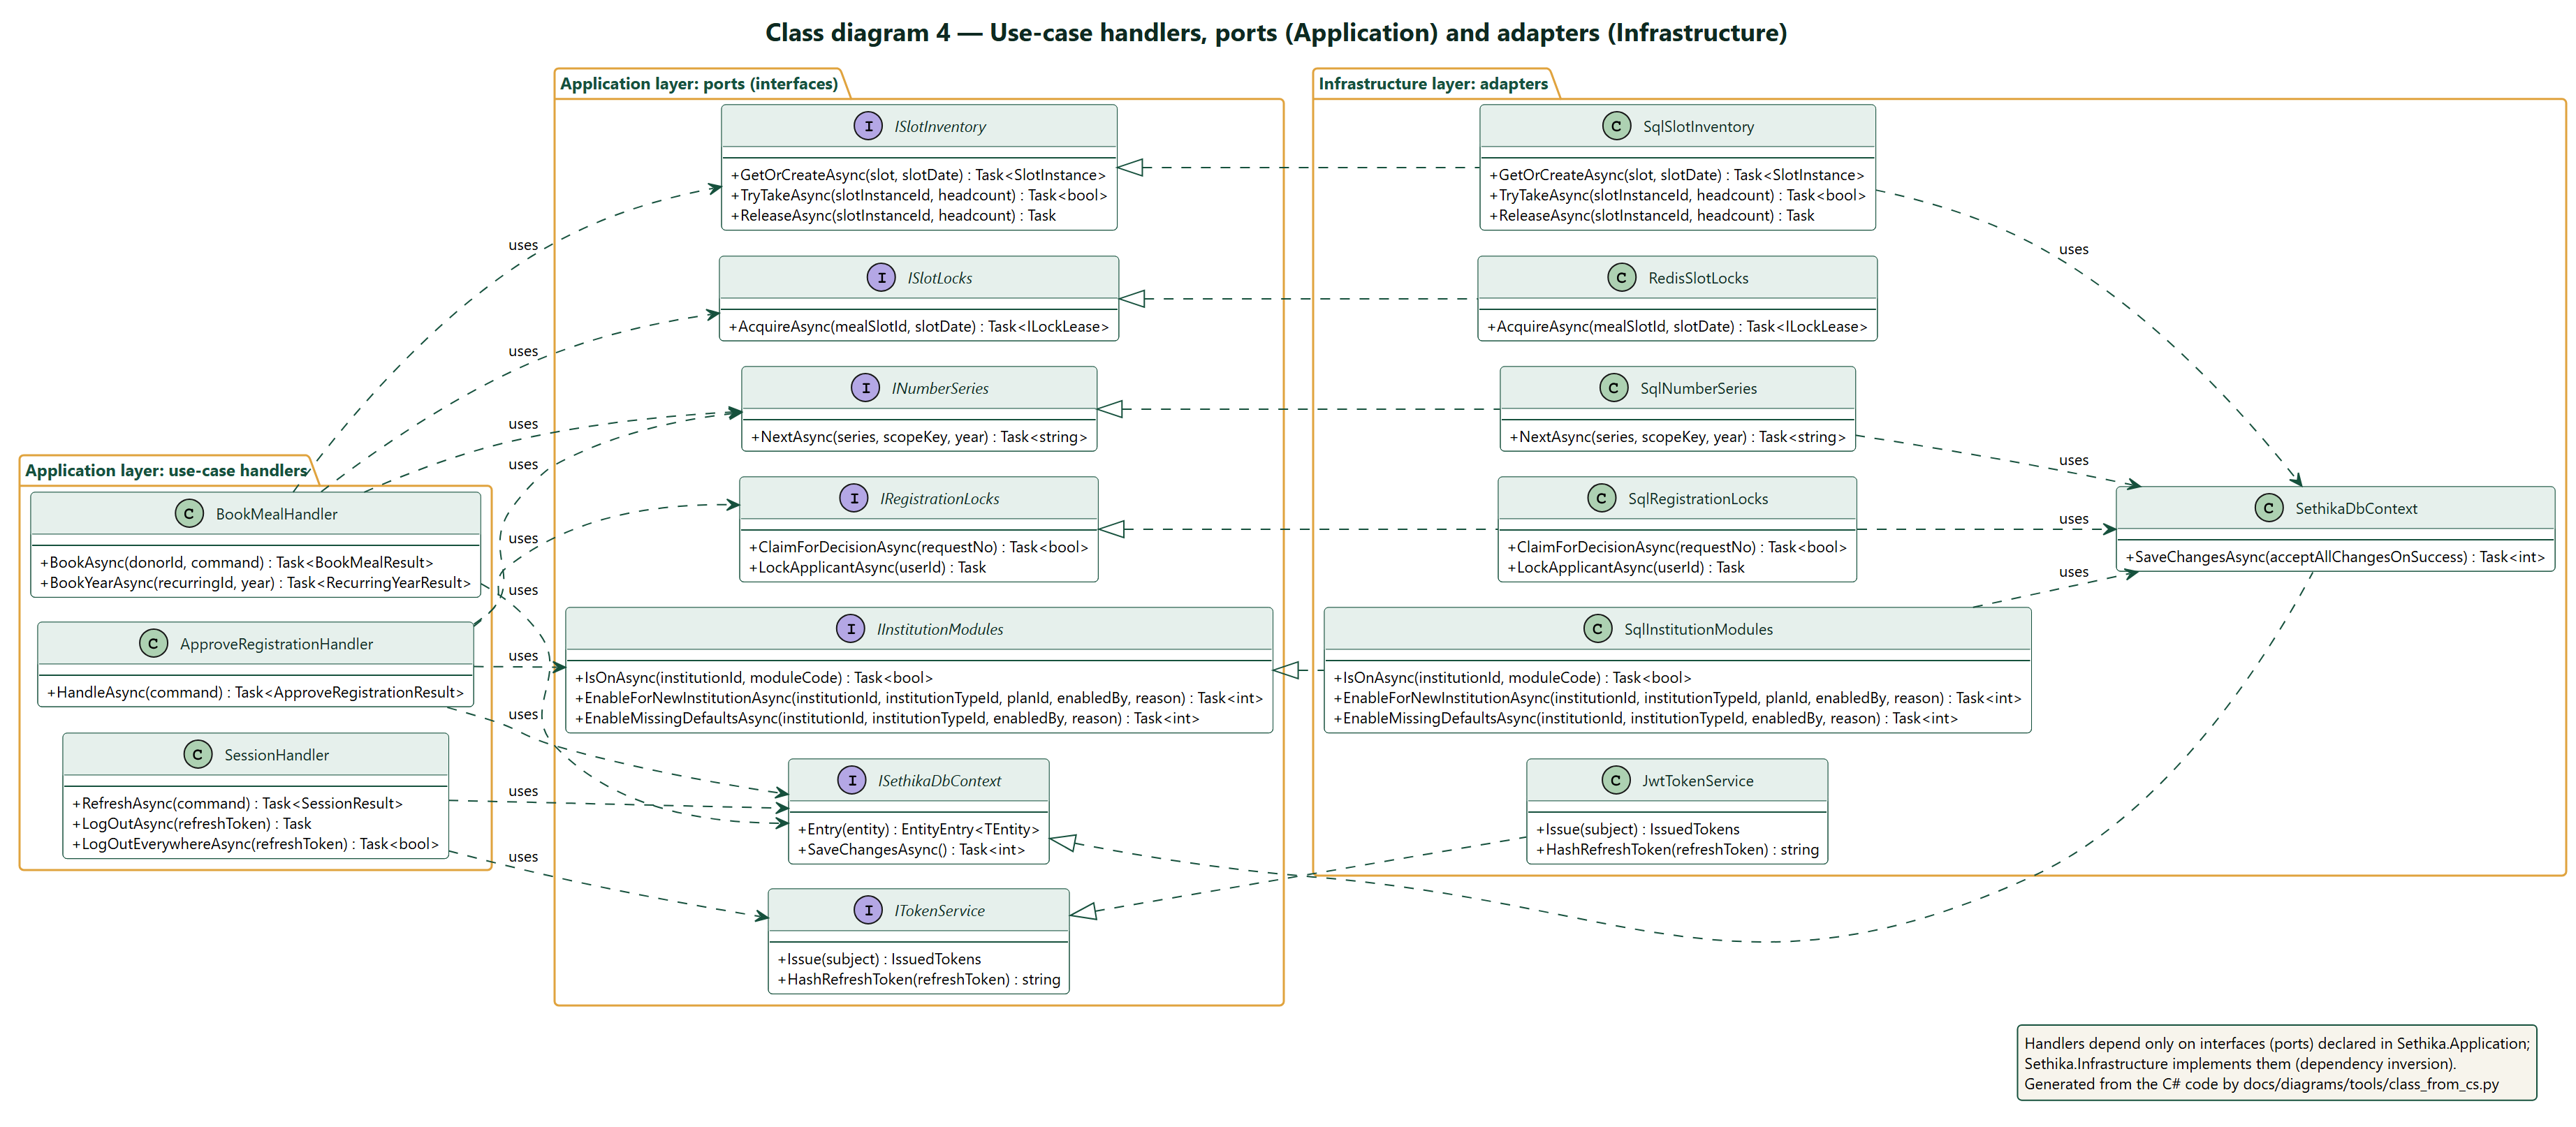 Class diagram 4 — Use-case handlers, ports (Application) and adapters (Infrastructure)
Application layer: use-case handlers
C BookMealHandler
+BookAsync(donorId, command) : Task<BookMealResult>
+BookYearAsync(recurringId, year) : Task<RecurringYearResult>
C ApproveRegistrationHandler
+HandleAsync(command) : Task<ApproveRegistrationResult>
C SessionHandler
+RefreshAsync(command) : Task<SessionResult>
+LogOutAsync(refreshToken) : Task
+LogOutEverywhereAsync(refreshToken) : Task<bool>
uses
uses
uses
uses
uses
uses
uses
uses
uses
uses
Application layer: ports (interfaces)
I ISlotInventory
+GetOrCreateAsync(slot, slotDate) : Task<SlotInstance>
+TryTakeAsync(slotInstanceId, headcount) : Task<bool>
+ReleaseAsync(slotInstanceId, headcount) : Task
I ISlotLocks
+AcquireAsync(mealSlotId, slotDate) : Task<ILockLease>
I INumberSeries
+NextAsync(series, scopeKey, year) : Task<string>
I IRegistrationLocks
+ClaimForDecisionAsync(requestNo) : Task<bool>
+LockApplicantAsync(userId) : Task
I IInstitutionModules
+IsOnAsync(institutionId, moduleCode) : Task<bool>
+EnableForNewInstitutionAsync(institutionId, institutionTypeId, planId, enabledBy, reason) : Task<int>
+EnableMissingDefaultsAsync(institutionId, institutionTypeId, enabledBy, reason) : Task<int>
I ISethikaDbContext
+Entry(entity) : EntityEntry<TEntity>
+SaveChangesAsync() : Task<int>
I ITokenService
+Issue(subject) : IssuedTokens
+HashRefreshToken(refreshToken) : string
Infrastructure layer: adapters
C SqlSlotInventory
+GetOrCreateAsync(slot, slotDate) : Task<SlotInstance>
+TryTakeAsync(slotInstanceId, headcount) : Task<bool>
+ReleaseAsync(slotInstanceId, headcount) : Task
C RedisSlotLocks
+AcquireAsync(mealSlotId, slotDate) : Task<ILockLease>
C SqlNumberSeries
+NextAsync(series, scopeKey, year) : Task<string>
C SqlRegistrationLocks
+ClaimForDecisionAsync(requestNo) : Task<bool>
+LockApplicantAsync(userId) : Task
C SqlInstitutionModules
+IsOnAsync(institutionId, moduleCode) : Task<bool>
+EnableForNewInstitutionAsync(institutionId, institutionTypeId, planId, enabledBy, reason) : Task<int>
+EnableMissingDefaultsAsync(institutionId, institutionTypeId, enabledBy, reason) : Task<int>
C JwtTokenService
+Issue(subject) : IssuedTokens
+HashRefreshToken(refreshToken) : string
uses
uses
uses
uses
C SethikaDbContext
+SaveChangesAsync(acceptAllChangesOnSuccess) : Task<int>
Handlers depend only on interfaces (ports) declared in Sethika.Application;
Sethika.Infrastructure implements them (dependency inversion).
Generated from the C# code by docs/diagrams/tools/class_from_cs.py